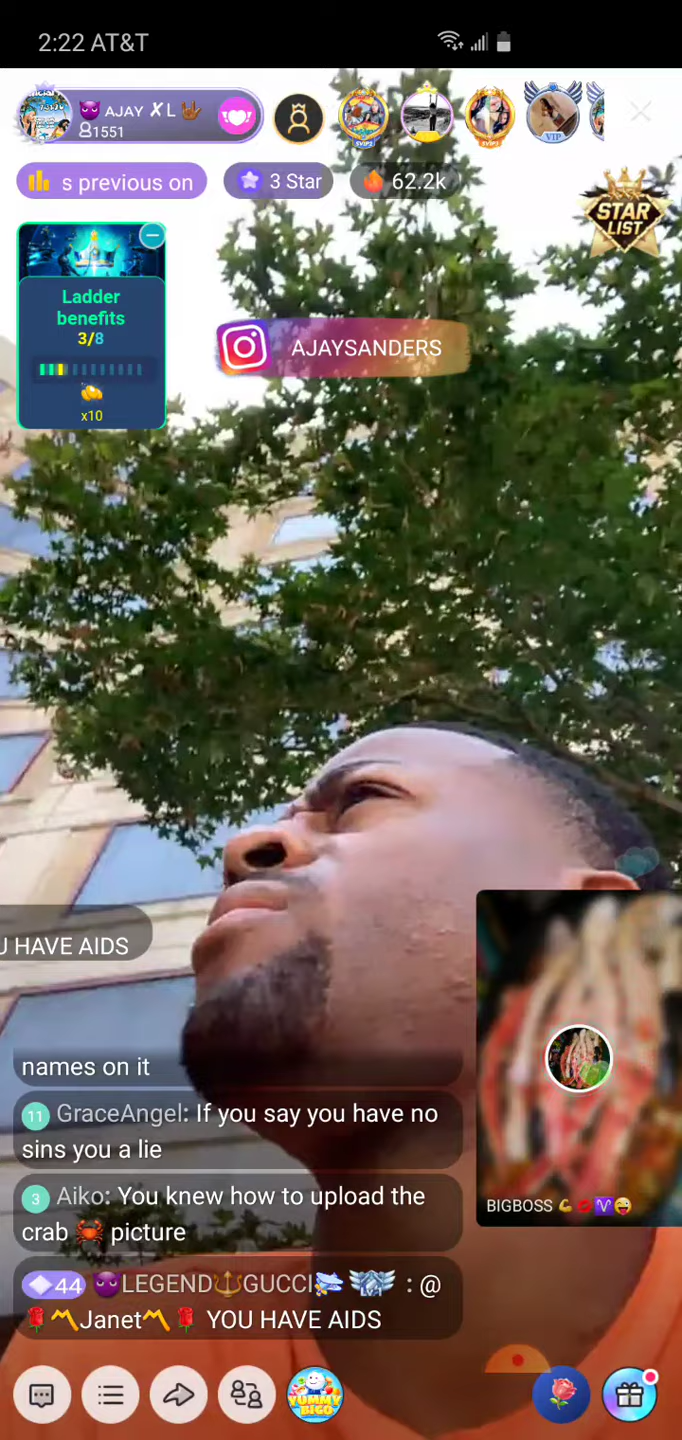 2:22 AT&T
😈 AJAY ✗L 🤟🏾
1551
s previous on
3 Star
🔥 62.2k
STAR
LIST
Ladder
benefits
3/8
x10
AJAYSANDERS
U HAVE AIDS
names on it
11 GraceAngel: If you say you have no
sins you a lie
3 Aiko: You knew how to upload the
crab 🦀 picture
44 😈LEGEND🔱GUCCI : @
🌹〽️Janet〽️🌹 YOU HAVE AIDS
BIGBOSS 💪💋♈😜
YUMMY
BIGO